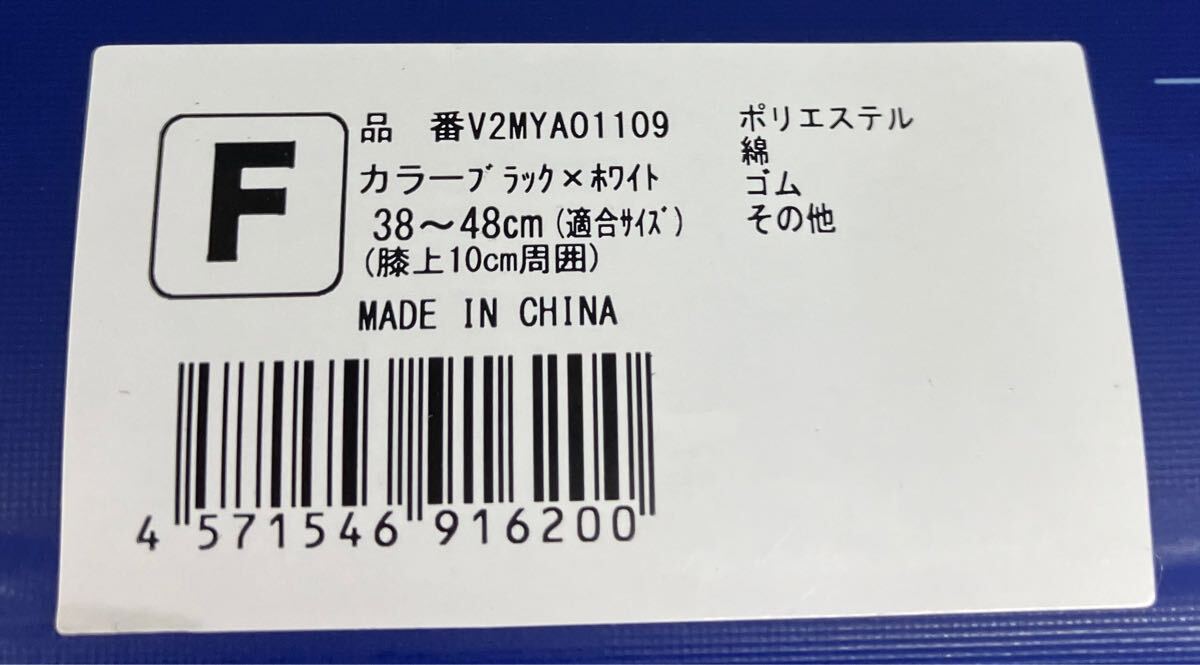 F
品　番V2MYA01109
カラーブラック×ホワイト
38～48cm(適合サイズ)
(膝上10cm周囲)
MADE IN CHINA
ポリエステル
綿
ゴム
その他
4 571546 916200